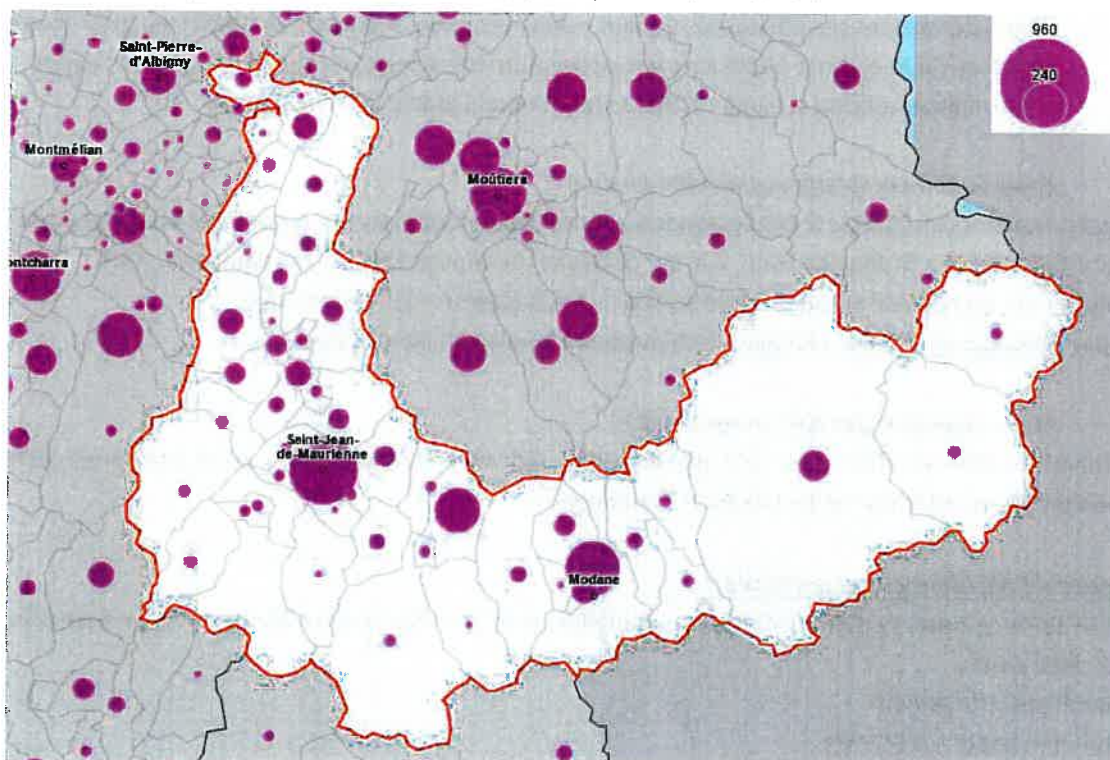 960
240
Saint-Pierre-
d'Albigny
Montmélian
Moûtiers
ontcharra
Saint-Jean-
de-Maurienne
Modane